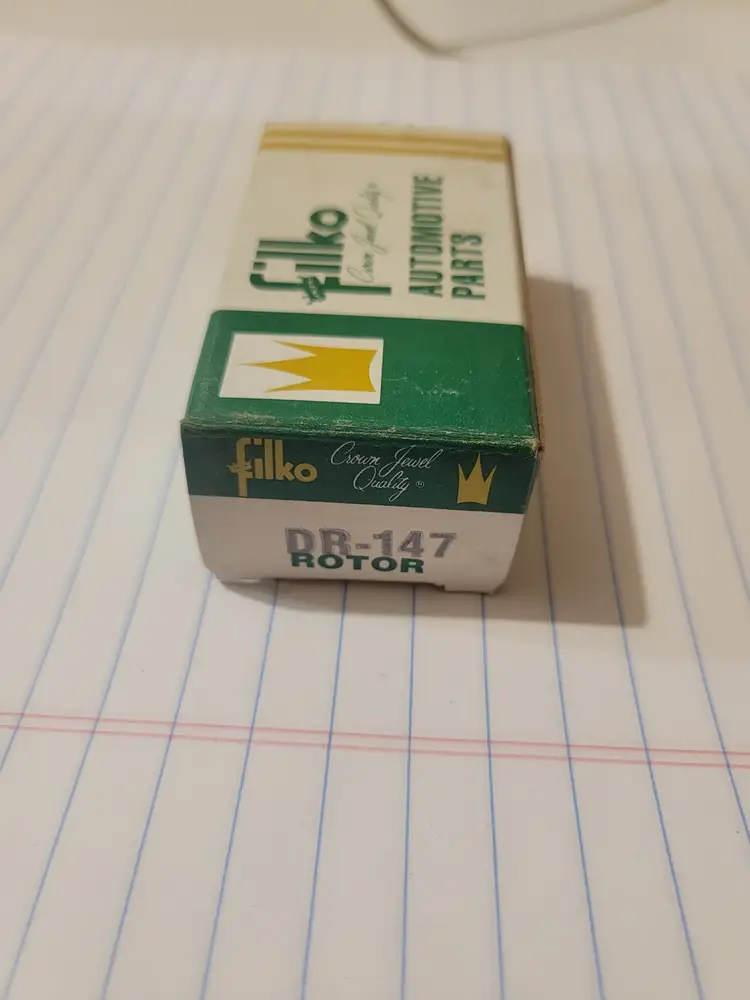 filko
Crown Jewel Quality®
AUTOMOTIVE
PARTS
filko
Crown Jewel
Quality®
DR-147
ROTOR